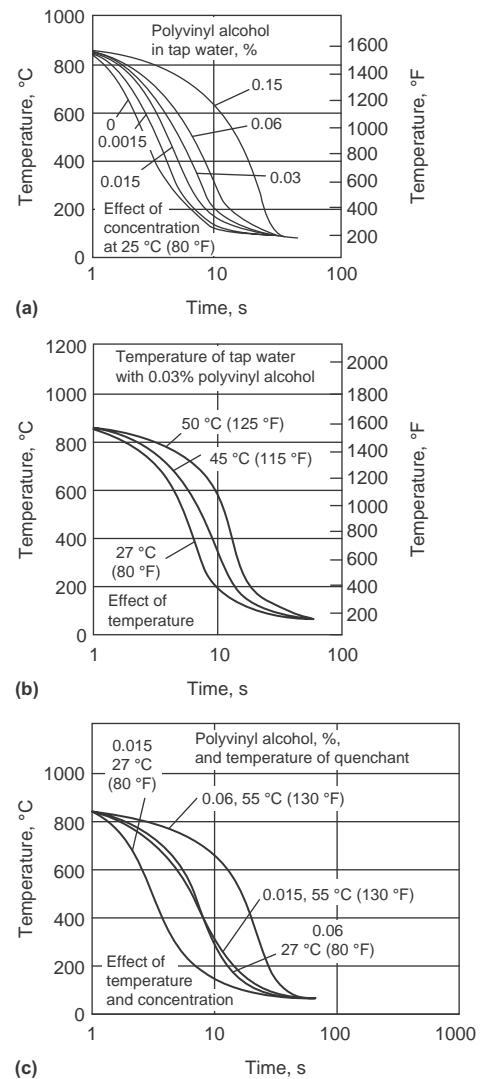 Polyvinyl alcohol
in tap water, %
1000
800
600
400
200
0
Temperature, °C
1600
1400
1200
1000
800
600
400
200
Temperature, °F
0.15
0.06
0
0.0015
0.03
0.015
Effect of
concentration
at 25 °C (80 °F)
1
10
100
(a)
Time, s
1200
1000
800
600
400
200
0
Temperature, °C
Temperature of tap water
with 0.03% polyvinyl alcohol
2000
1800
1600
1400
1200
1000
800
600
400
200
Temperature, °F
50 °C (125 °F)
45 °C (115 °F)
27 °C
(80 °F)
Effect of
temperature
1
10
100
(b)
Time, s
1000
800
600
400
200
0
Temperature, °C
0.015
27 °C
(80 °F)
Polyvinyl alcohol, %,
and temperature of quenchant
0.06, 55 °C (130 °F)
0.015, 55 °C (130 °F)
0.06
27 °C (80 °F)
Effect of
temperature
and concentration
1
10
100
1000
(c)
Time, s